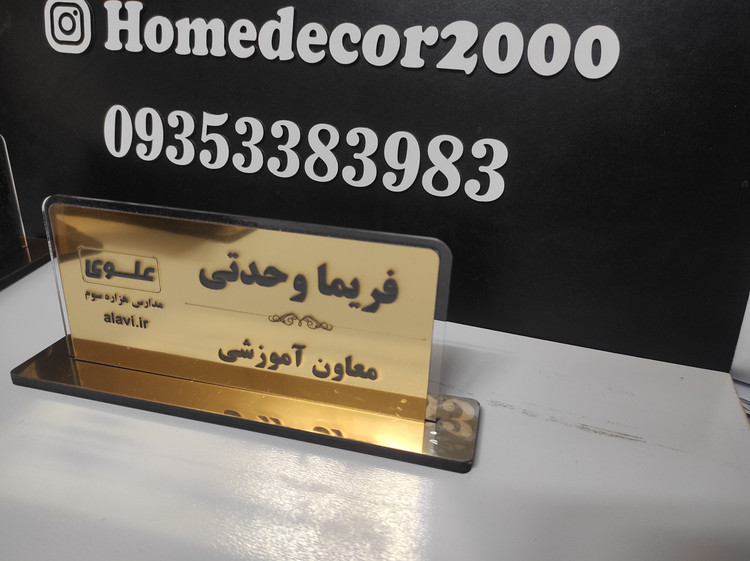 Homedecor2000
09353383983
فریما وحدتی
معاون آموزشی
علوی
مدارس هزاره سوم
alavi.ir